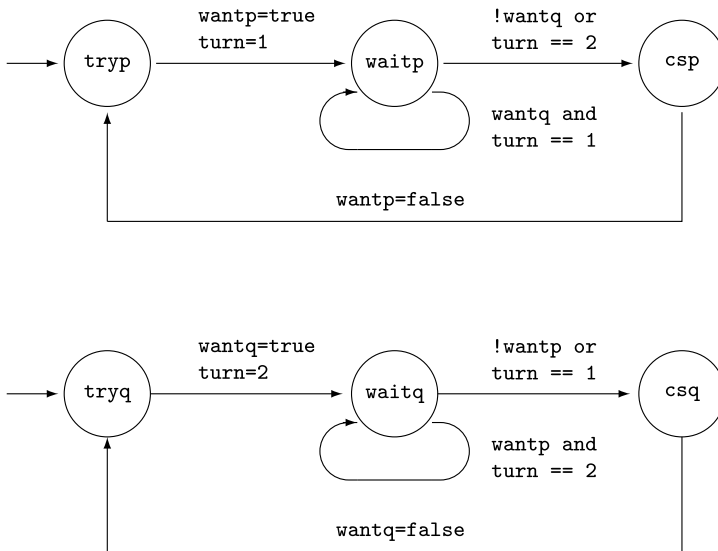 wantp=true
turn=1
!wantq or
turn == 2
tryp
waitp
csp
wantq and
turn == 1
wantp=false
wantq=true
turn=2
!wantp or
turn == 1
tryq
waitq
csq
wantp and
turn == 2
wantq=false